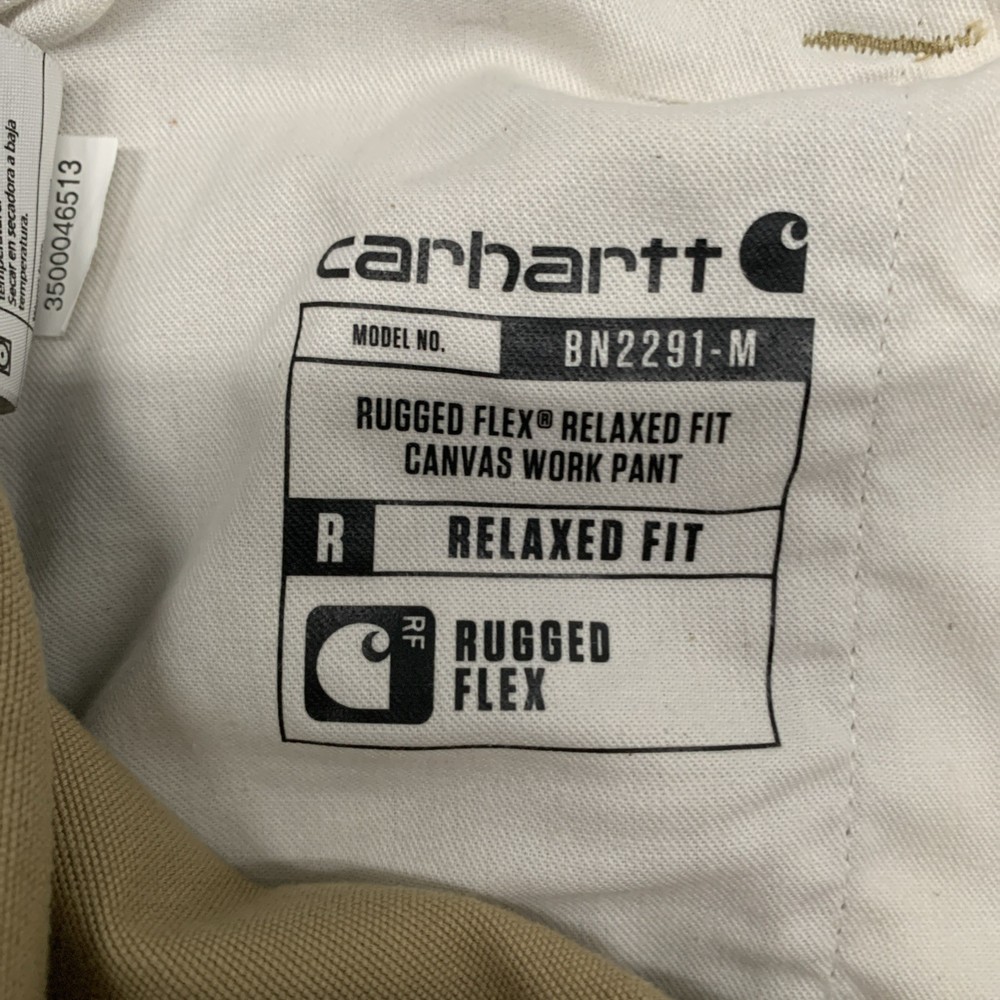 Secar en secadora a baja
temperatura.
3500046513
carhartt
MODEL NO.
BN2291-M
RUGGED FLEX® RELAXED FIT
CANVAS WORK PANT
R
RELAXED FIT
RF
RUGGED
FLEX